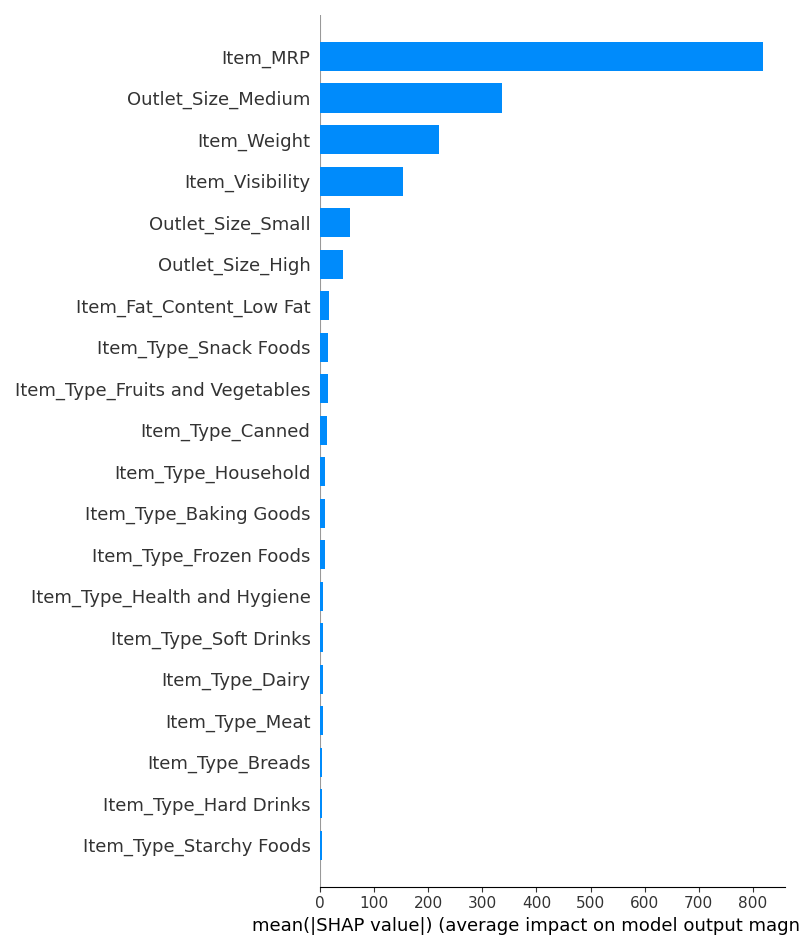 Item_MRP
Outlet_Size_Medium
Item_Weight
Item_Visibility
Outlet_Size_Small
Outlet_Size_High
Item_Fat_Content_Low Fat
Item_Type_Snack Foods
Item_Type_Fruits and Vegetables
Item_Type_Canned
Item_Type_Household
Item_Type_Baking Goods
Item_Type_Frozen Foods
Item_Type_Health and Hygiene
Item_Type_Soft Drinks
Item_Type_Dairy
Item_Type_Meat
Item_Type_Breads
Item_Type_Hard Drinks
Item_Type_Starchy Foods
0 100 200 300 400 500 600 700 800
mean(|SHAP value|) (average impact on model output magn